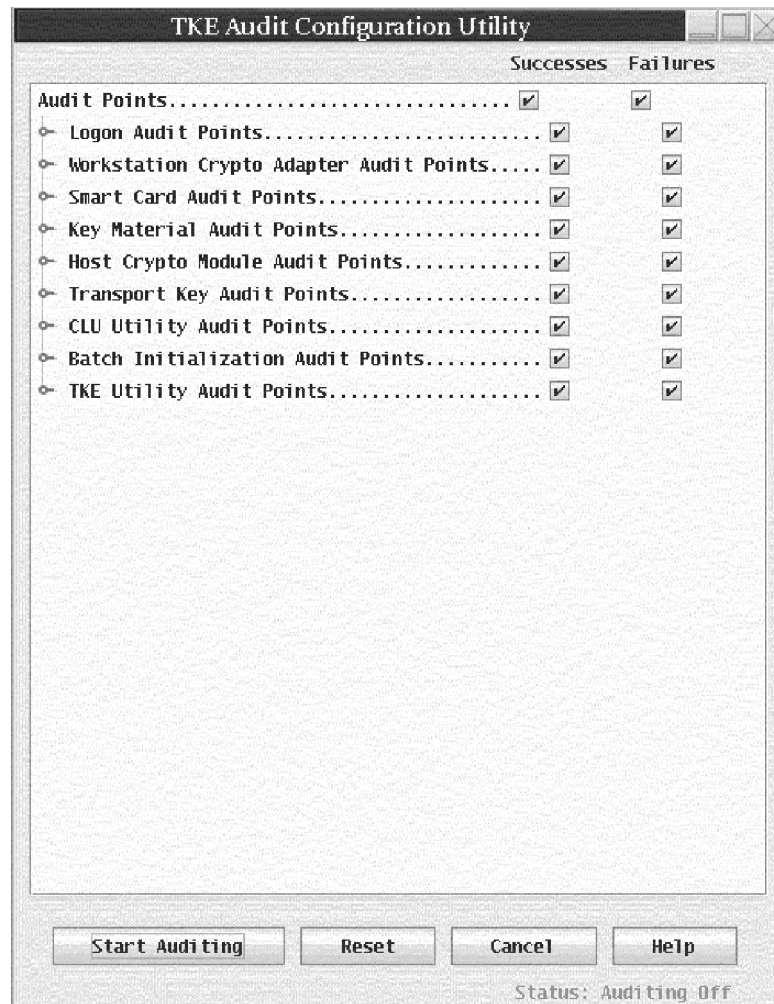 TKE Audit Configuration Utility
Successes Failures
Audit Points................................
Logon Audit Points..........................
Workstation Crypto Adapter Audit Points.....
Smart Card Audit Points.....................
Key Material Audit Points...................
Host Crypto Module Audit Points.............
Transport Key Audit Points..................
CLU Utility Audit Points....................
Batch Initialization Audit Points...........
TKE Utility Audit Points....................
Start Auditing Reset Cancel Help
Status: Auditing Off